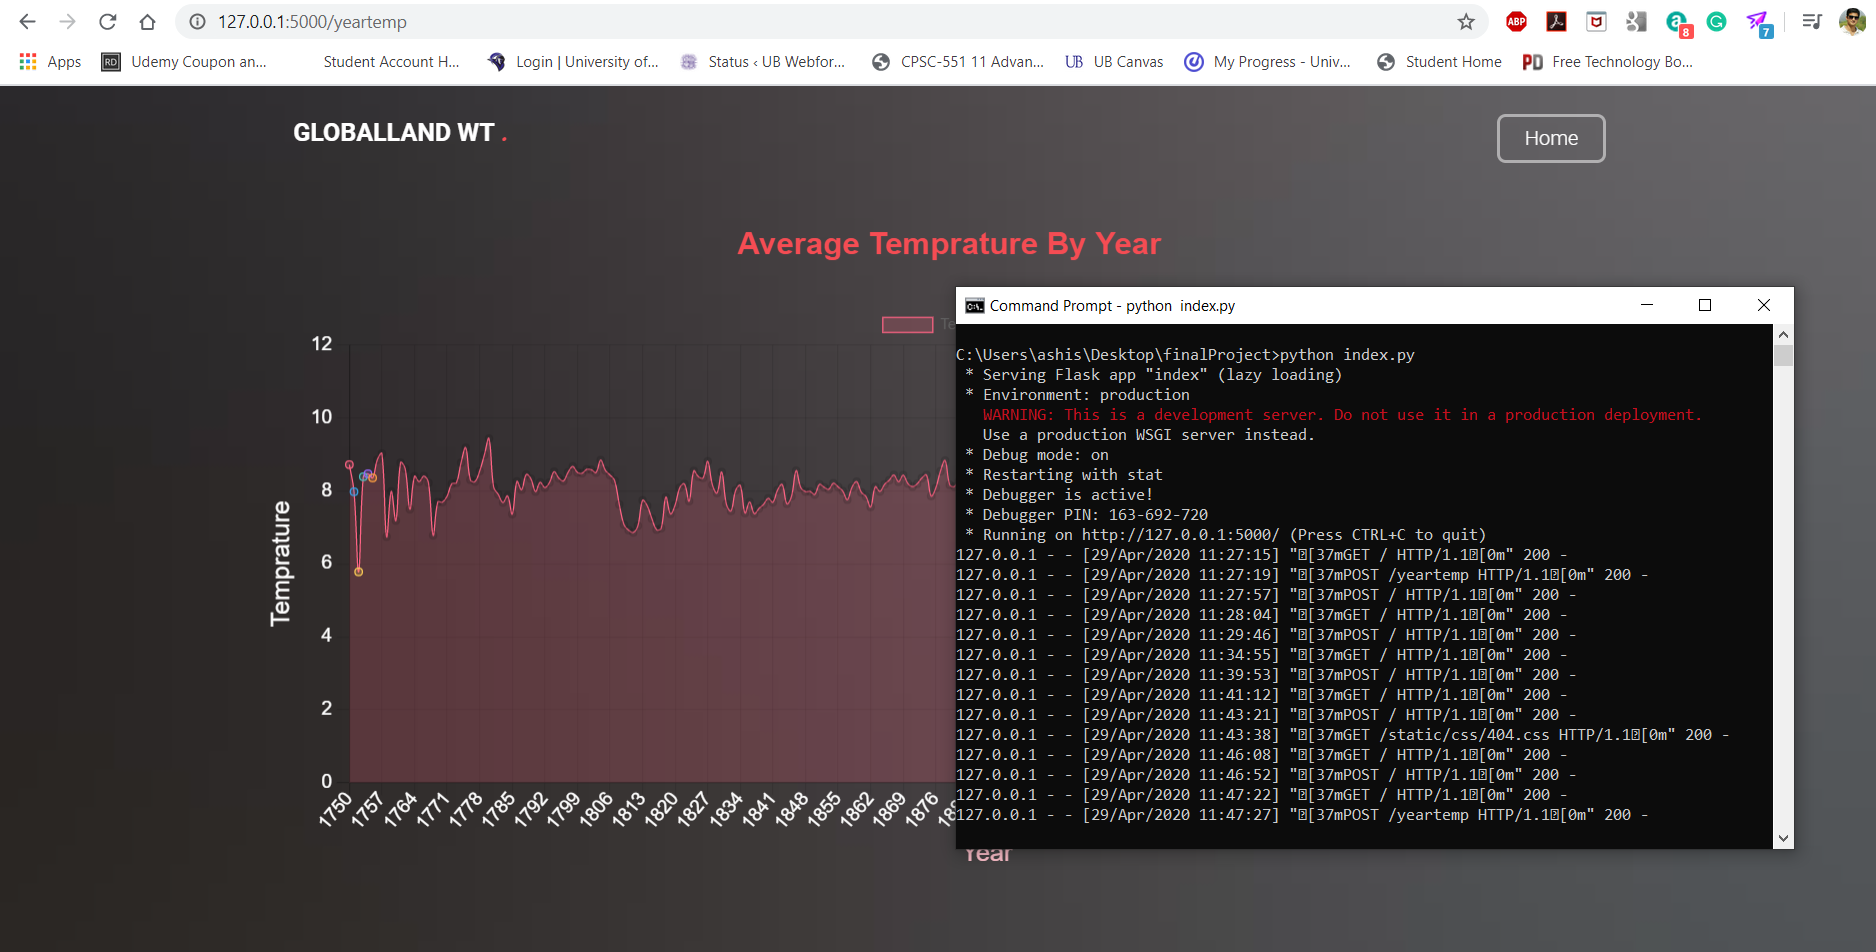 127.0.0.1:5000/yeartemp
ABP
8
7
Apps
RD
Udemy Coupon an...
Student Account H...
Login | University of...
Status ‹ UB Webfor...
CPSC-551 11 Advan...
UB
UB Canvas
My Progress - Univ...
Student Home
PD
Free Technology Bo...
GLOBALLAND WT .
Home
Average Temprature By Year
Te
12
10
8
6
4
2
0
Temprature
1750
1757
1764
1771
1778
1785
1792
1799
1806
1813
1820
1827
1834
1841
1848
1855
1862
1869
1876
Year
Command Prompt - python  index.py
C:\Users\ashis\Desktop\finalProject>python index.py
* Serving Flask app "index" (lazy loading)
* Environment: production
WARNING: This is a development server. Do not use it in a production deployment.
Use a production WSGI server instead.
* Debug mode: on
* Restarting with stat
* Debugger is active!
* Debugger PIN: 163-692-720
* Running on http://127.0.0.1:5000/ (Press CTRL+C to quit)
127.0.0.1 - - [29/Apr/2020 11:27:15] "⍰[37mGET / HTTP/1.1⍰[0m" 200 -
127.0.0.1 - - [29/Apr/2020 11:27:19] "⍰[37mPOST /yeartemp HTTP/1.1⍰[0m" 200 -
127.0.0.1 - - [29/Apr/2020 11:27:57] "⍰[37mPOST / HTTP/1.1⍰[0m" 200 -
127.0.0.1 - - [29/Apr/2020 11:28:04] "⍰[37mGET / HTTP/1.1⍰[0m" 200 -
127.0.0.1 - - [29/Apr/2020 11:29:46] "⍰[37mPOST / HTTP/1.1⍰[0m" 200 -
127.0.0.1 - - [29/Apr/2020 11:34:55] "⍰[37mGET / HTTP/1.1⍰[0m" 200 -
127.0.0.1 - - [29/Apr/2020 11:39:53] "⍰[37mPOST / HTTP/1.1⍰[0m" 200 -
127.0.0.1 - - [29/Apr/2020 11:41:12] "⍰[37mGET / HTTP/1.1⍰[0m" 200 -
127.0.0.1 - - [29/Apr/2020 11:43:21] "⍰[37mPOST / HTTP/1.1⍰[0m" 200 -
127.0.0.1 - - [29/Apr/2020 11:43:38] "⍰[37mGET /static/css/404.css HTTP/1.1⍰[0m" 200 -
127.0.0.1 - - [29/Apr/2020 11:46:08] "⍰[37mGET / HTTP/1.1⍰[0m" 200 -
127.0.0.1 - - [29/Apr/2020 11:46:52] "⍰[37mPOST / HTTP/1.1⍰[0m" 200 -
127.0.0.1 - - [29/Apr/2020 11:47:22] "⍰[37mGET / HTTP/1.1⍰[0m" 200 -
127.0.0.1 - - [29/Apr/2020 11:47:27] "⍰[37mPOST /yeartemp HTTP/1.1⍰[0m" 200 -